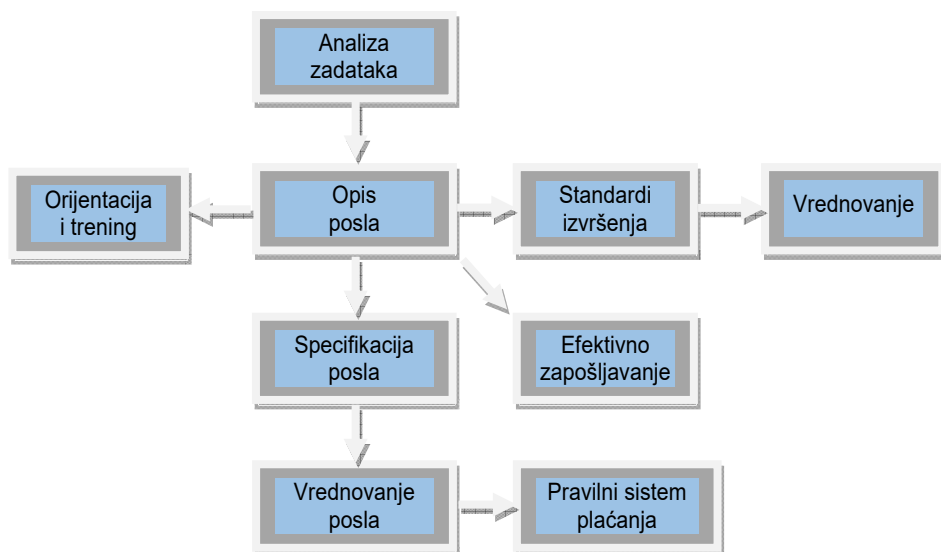 Analiza
zadataka
Orijentacija
i trening
Opis
posla
Standardi
izvršenja
Vrednovanje
Specifikacija
posla
Efektivno
zapošljavanje
Vrednovanje
posla
Pravilni sistem
plaćanja